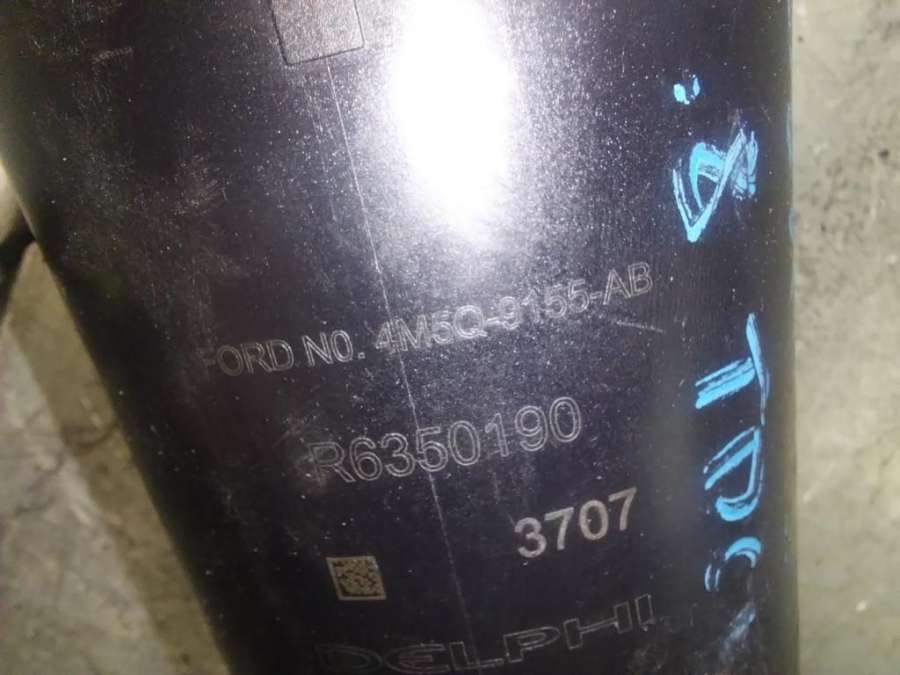 FORD NO. 4M5Q-9155-AB
R6350190
3707
DELPHI